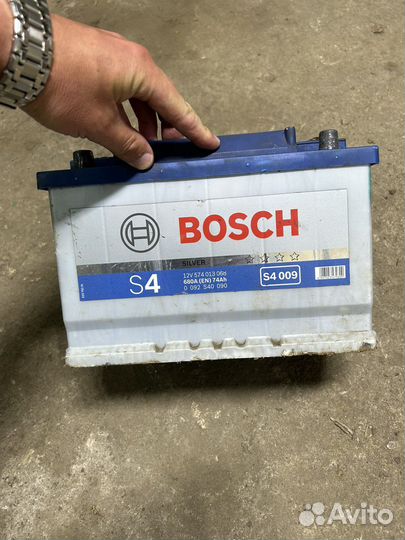 BOSCH
SILVER
S4
12V 574 013 068
680A (EN) 74Ah
0 092 S40 090
S4 009
Avito